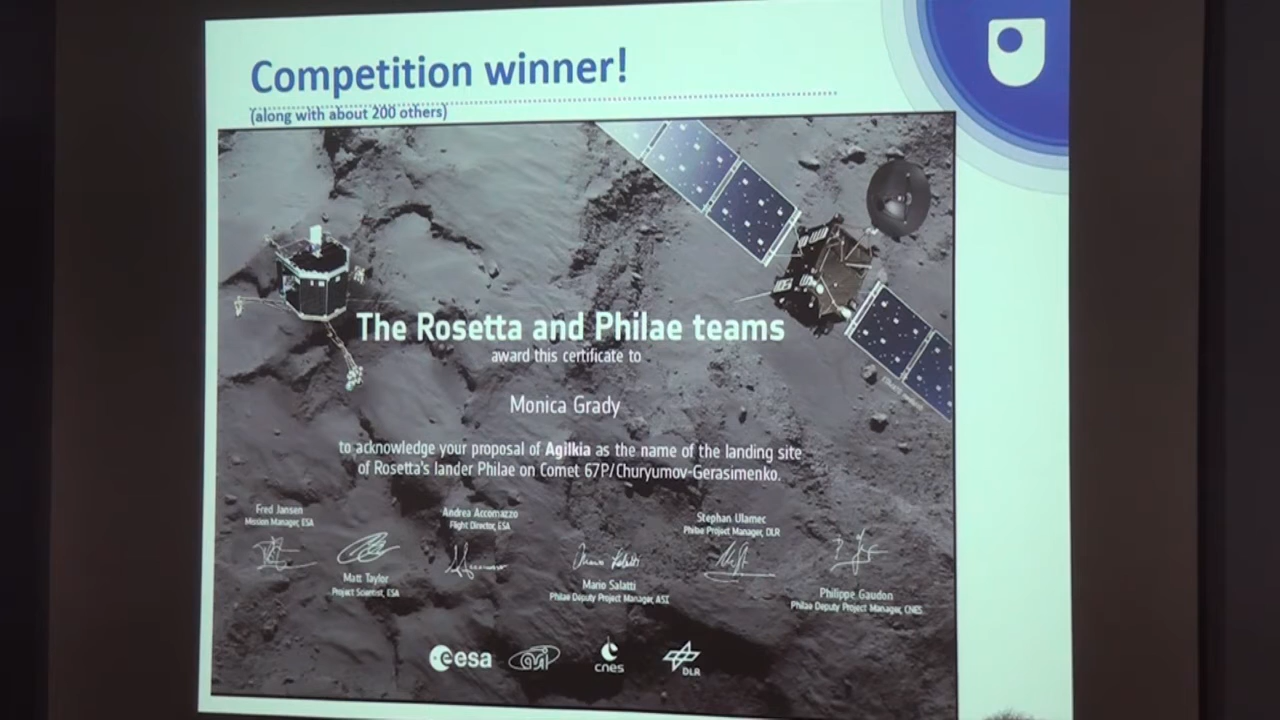 Competition winner!
(along with about 200 others)
The Rosetta and Philae teams
award this certificate to
Monica Grady
to acknowledge your proposal of Agilkia as the name of the landing site
of Rosetta's lander Philae on Comet 67P/Churyumov-Gerasimenko.
Fred Jansen
Mission Manager, ESA
Andrea Accomazzo
Flight Director, ESA
Stephan Ulamec
Philae Project Manager, DLR
Matt Taylor
Project Scientist, ESA
Mario Salatti
Philae Deputy Project Manager, ASI
Philippe Gaudon
Philae Deputy Project Manager, CNES
eesa
asi
cnes
DLR